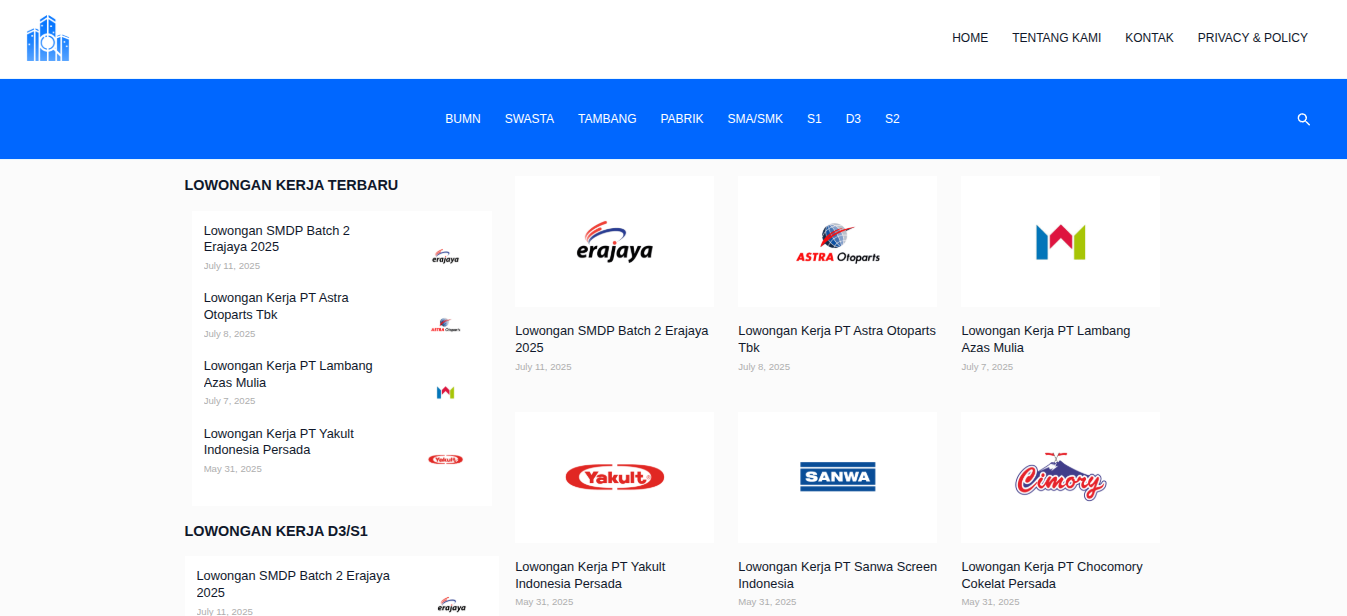 HOME TENTANG KAMI KONTAK PRIVACY & POLICY
BUMN SWASTA TAMBANG PABRIK SMA/SMK S1 D3 S2
LOWONGAN KERJA TERBARU
Lowongan SMDP Batch 2
Erajaya 2025
July 11, 2025
erajaya
Lowongan Kerja PT Astra
Otoparts Tbk
July 8, 2025
ASTRA Otoparts
Lowongan Kerja PT Lambang
Azas Mulia
July 7, 2025
Lowongan Kerja PT Yakult
Indonesia Persada
May 31, 2025
Yakult
LOWONGAN KERJA D3/S1
Lowongan SMDP Batch 2 Erajaya
2025
July 11, 2025
erajaya
erajaya
Lowongan SMDP Batch 2 Erajaya
2025
July 11, 2025
ASTRA Otoparts
Lowongan Kerja PT Astra Otoparts
Tbk
July 8, 2025
Lowongan Kerja PT Lambang
Azas Mulia
July 7, 2025
Yakult
Lowongan Kerja PT Yakult
Indonesia Persada
May 31, 2025
SANWA
Lowongan Kerja PT Sanwa Screen
Indonesia
May 31, 2025
Cimory
Lowongan Kerja PT Chocomory
Cokelat Persada
May 31, 2025